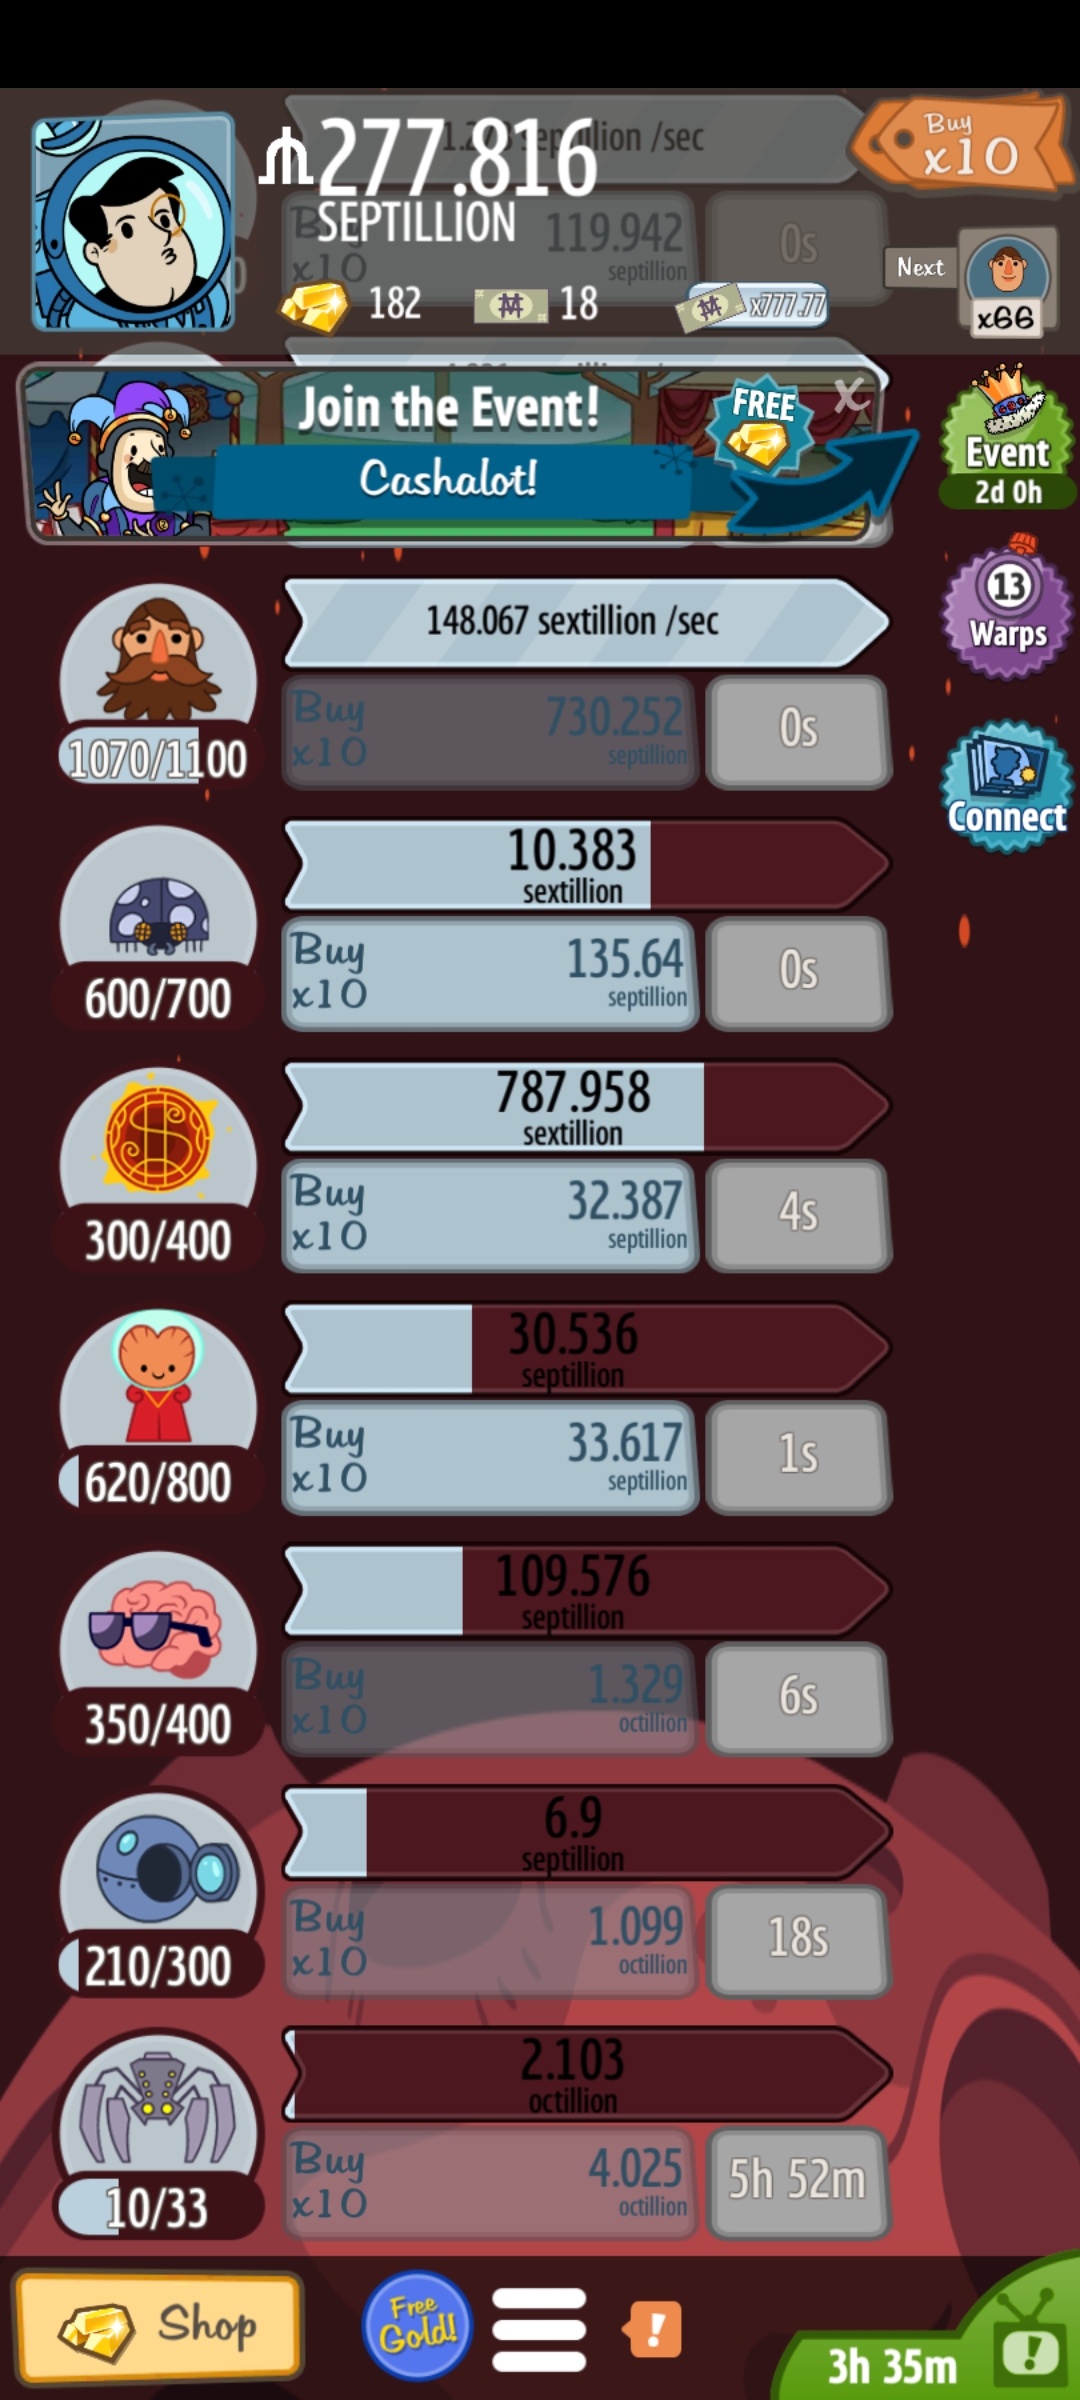 277.816
SEPTILLION
Buy
x10
/sec
Buy
x10
119.942
septillion
0s
Next
x66
182
18
x777.77
Join the Event!
Cashalot!
FREE
X
Event
2d 0h
13
Warps
Connect
148.067 sextillion /sec
1070/1100
Buy
x10
730.252
septillion
0s
10.383
sextillion
600/700
Buy
x10
135.64
septillion
0s
787.958
sextillion
300/400
Buy
x10
32.387
septillion
4s
30.536
septillion
620/800
Buy
x10
33.617
septillion
1s
109.576
septillion
350/400
Buy
x10
1.329
octillion
6s
6.9
septillion
210/300
Buy
x10
1.099
octillion
18s
2.103
octillion
10/33
Buy
x10
4.025
octillion
5h 52m
Shop
Free
Gold!
!
3h 35m
!